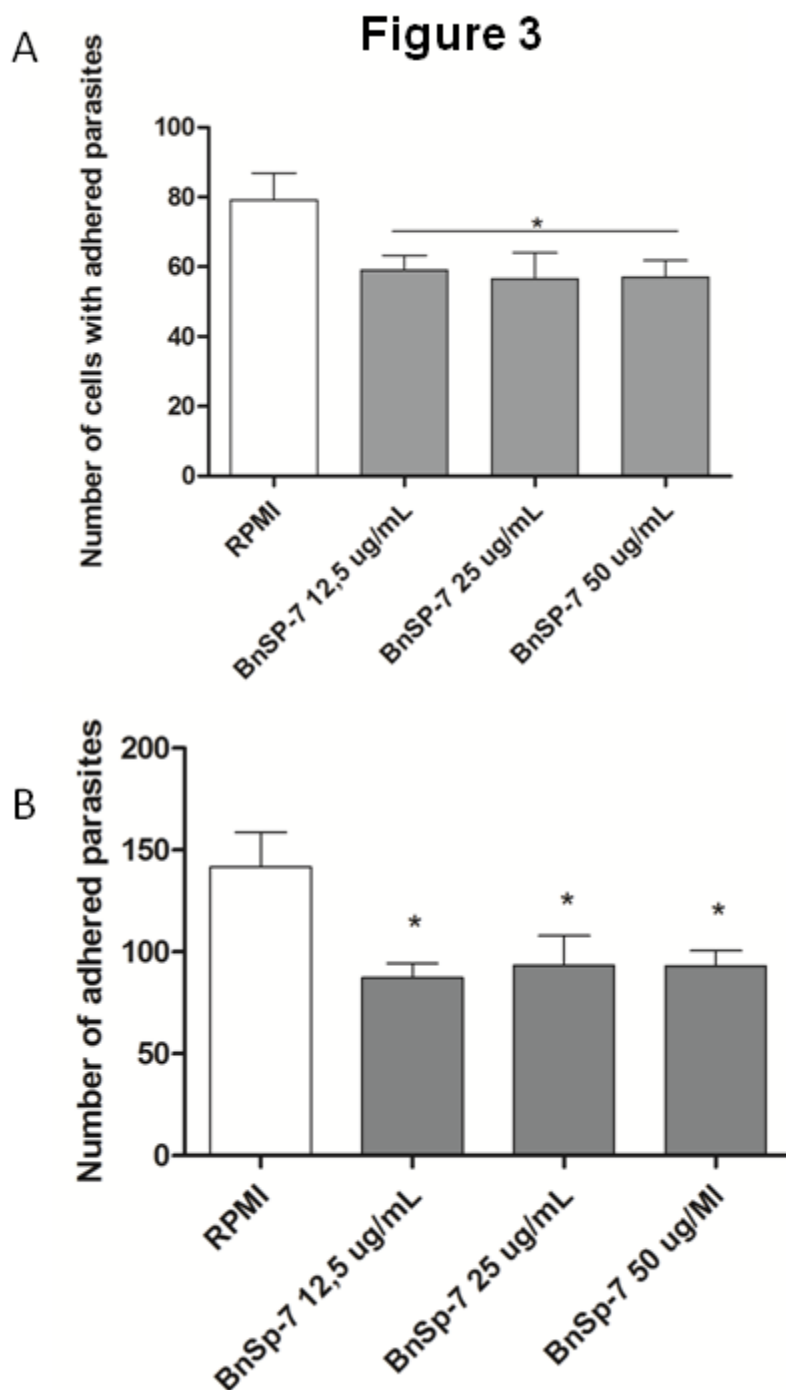 Figure 3
A
Number of cells with adhered parasites
100
80
60
40
20
0
*
RPMI
BnSP-7 12,5 ug/mL
BnSP-7 25 ug/mL
BnSP-7 50 ug/mL
B
Number of adhered parasites
200
150
100
50
0
*
*
*
RPMI
BnSp-7 12,5 ug/mL
BnSp-7 25 ug/mL
BnSp-7 50 ug/Ml